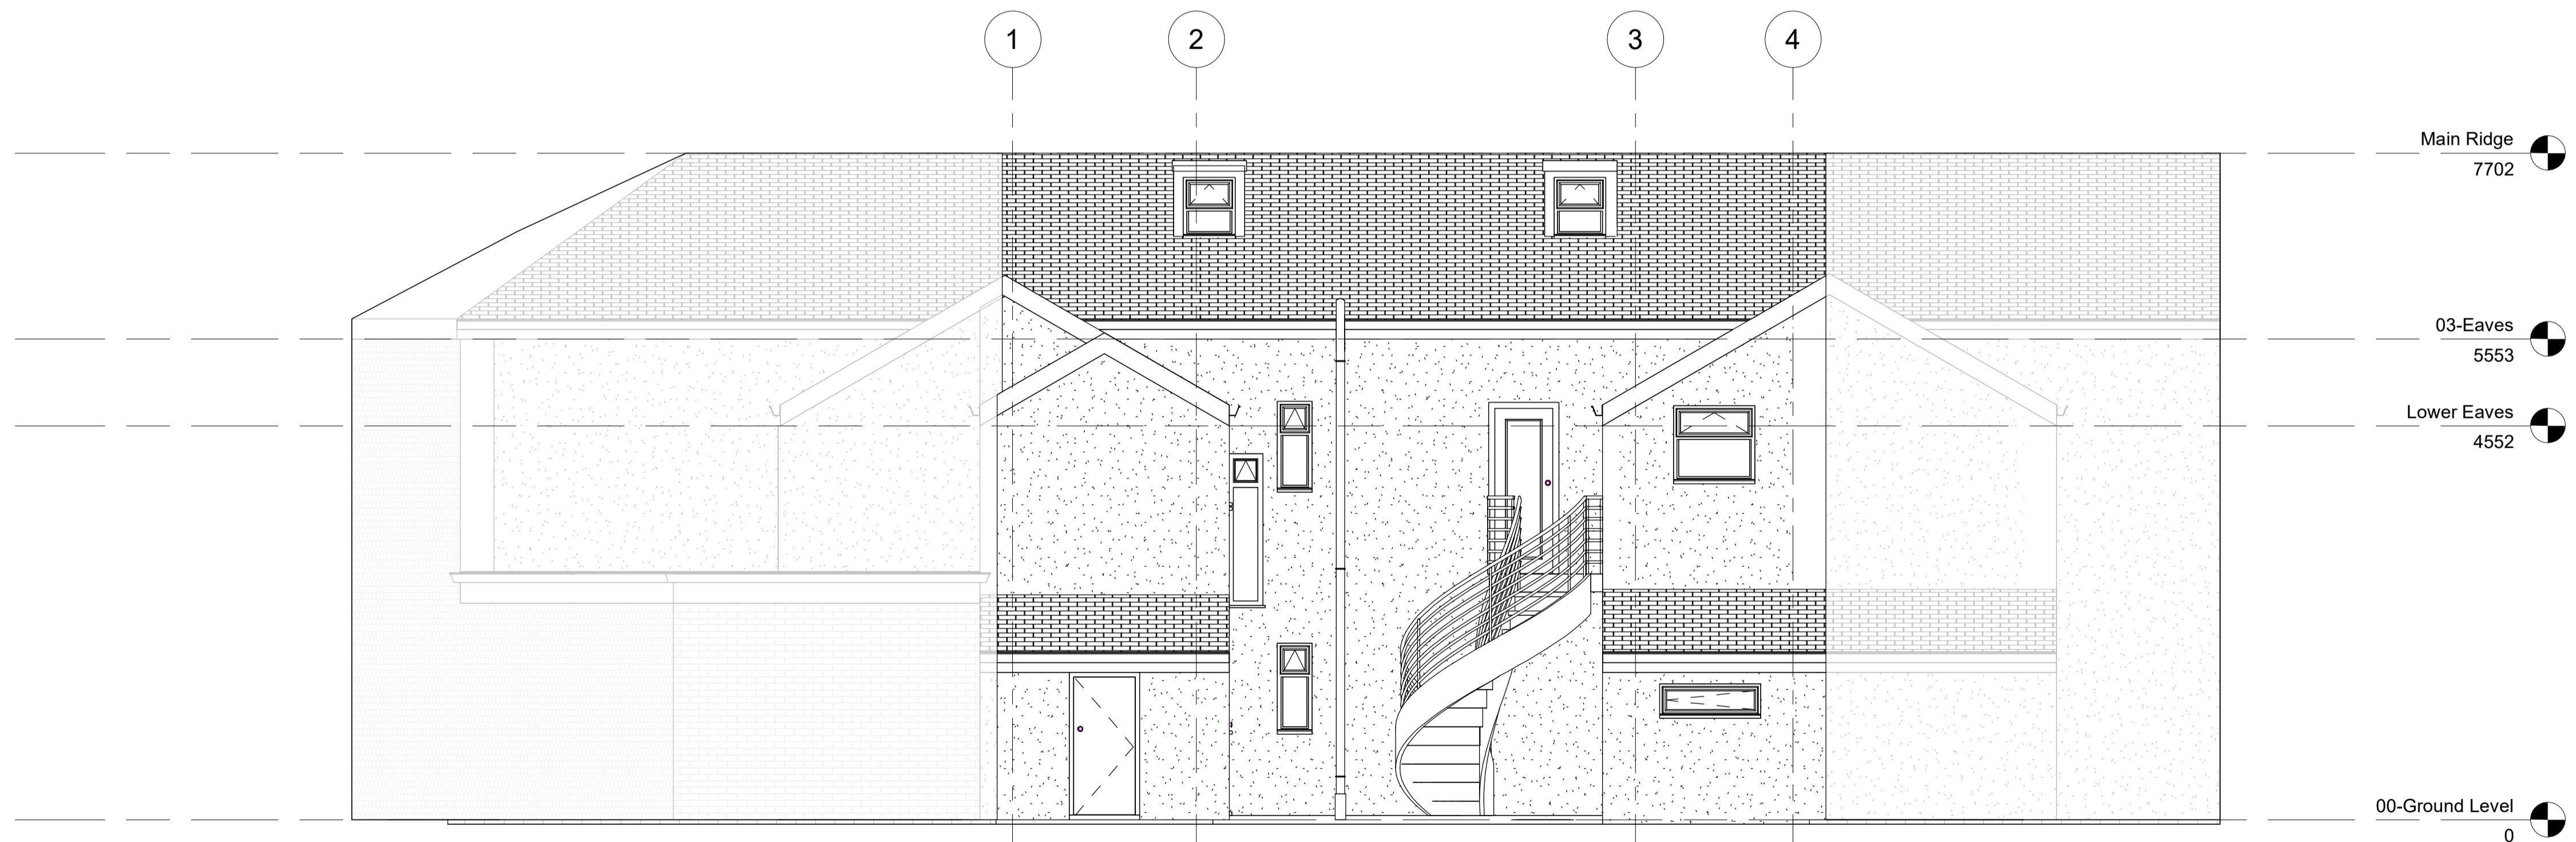 1
2
3
4
Main Ridge
7702
03-Eaves
5553
Lower Eaves
4552
00-Ground Level
0